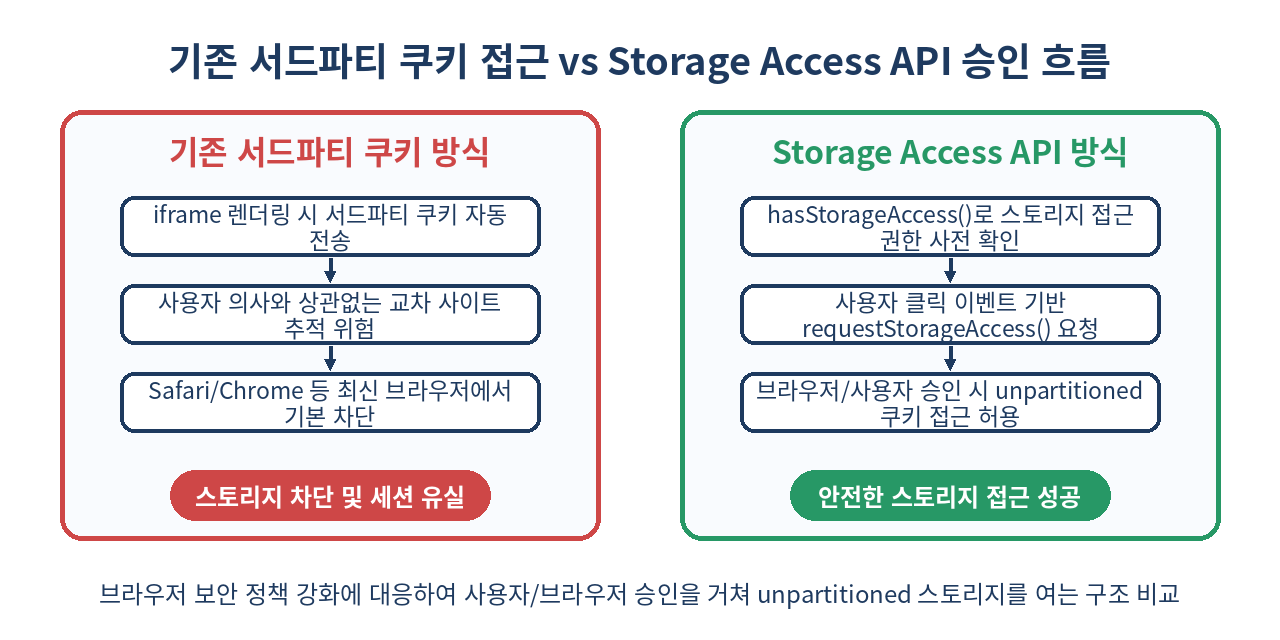 기존 서드파티 쿠키 접근 vs Storage Access API 승인 흐름
기존 서드파티 쿠키 방식
iframe 렌더링 시 서드파티 쿠키 자동
전송
사용자 의사와 상관없는 교차 사이트
추적 위험
Safari/Chrome 등 최신 브라우저에서
기본 차단
스토리지 차단 및 세션 유실
Storage Access API 방식
hasStorageAccess()로 스토리지 접근
권한 사전 확인
사용자 클릭 이벤트 기반
requestStorageAccess() 요청
브라우저/사용자 승인 시 unpartitioned
쿠키 접근 허용
안전한 스토리지 접근 성공
브라우저 보안 정책 강화에 대응하여 사용자/브라우저 승인을 거쳐 unpartitioned 스토리지를 여는 구조 비교